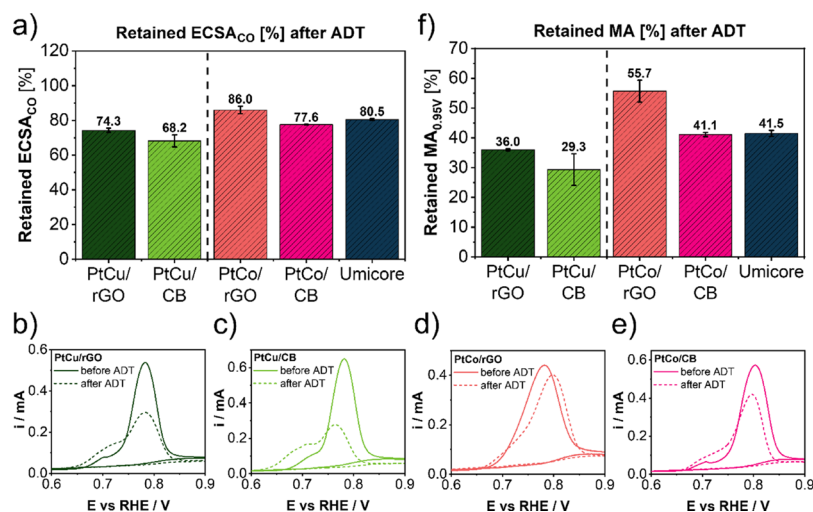 a)
Retained ECSA_CO [%] after ADT
Retained ECSA_CO [%]
120
100
80
60
40
20
0
74.3
68.2
86.0
77.6
80.5
PtCu/
rGO
PtCu/
CB
PtCo/
rGO
PtCo/
CB
Umicore
f)
Retained MA [%] after ADT
Retained MA_0.95V [%]
70
60
50
40
30
20
10
0
36.0
29.3
55.7
41.1
41.5
PtCu/
rGO
PtCu/
CB
PtCo/
rGO
PtCo/
CB
Umicore
b)
PtCu/rGO
before ADT
after ADT
i / mA
0.6
0.4
0.2
0.0
0.6 0.7 0.8 0.9
E vs RHE / V
c)
PtCu/CB
before ADT
after ADT
i / mA
0.6
0.4
0.2
0.0
0.6 0.7 0.8 0.9
E vs RHE / V
d)
PtCo/rGO
before ADT
after ADT
i / mA
0.4
0.2
0.0
0.6 0.7 0.8 0.9
E vs RHE / V
e)
PtCo/CB
before ADT
after ADT
i / mA
0.6
0.4
0.2
0.0
0.6 0.7 0.8 0.9
E vs RHE / V